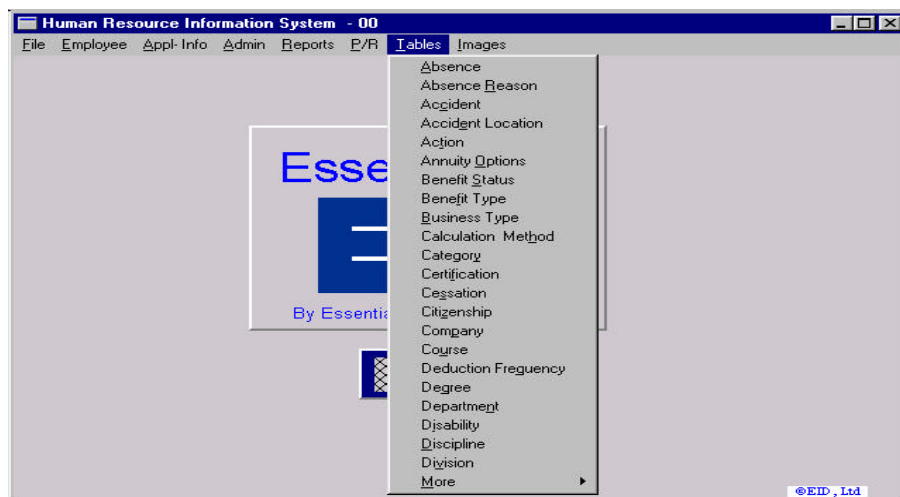 Human Resource Information System - 00
File Employee Appl- Info Admin Reports P/R Tables Images
Absence
Absence Reason
Accident
Accident Location
Action
Annuity Options
Benefit Status
Benefit Type
Business Type
Calculation Method
Category
Certification
Cessation
Citizenship
Company
Course
Deduction Freguency
Degree
Department
Disability
Discipline
Division
More
Esse
By Essentia
©EID , Ltd